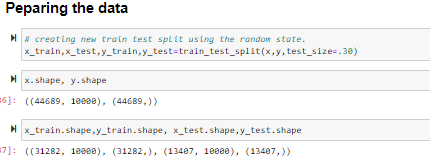 Peparing the data
# creating new train test split using the random state.
x_train,x_test,y_train,y_test=train_test_split(x,y,test_size=.30)
x.shape, y.shape
6]: ((44689, 10000), (44689,))
x_train.shape,y_train.shape, x_test.shape,y_test.shape
7]: ((31282, 10000), (31282,), (13407, 10000), (13407,))